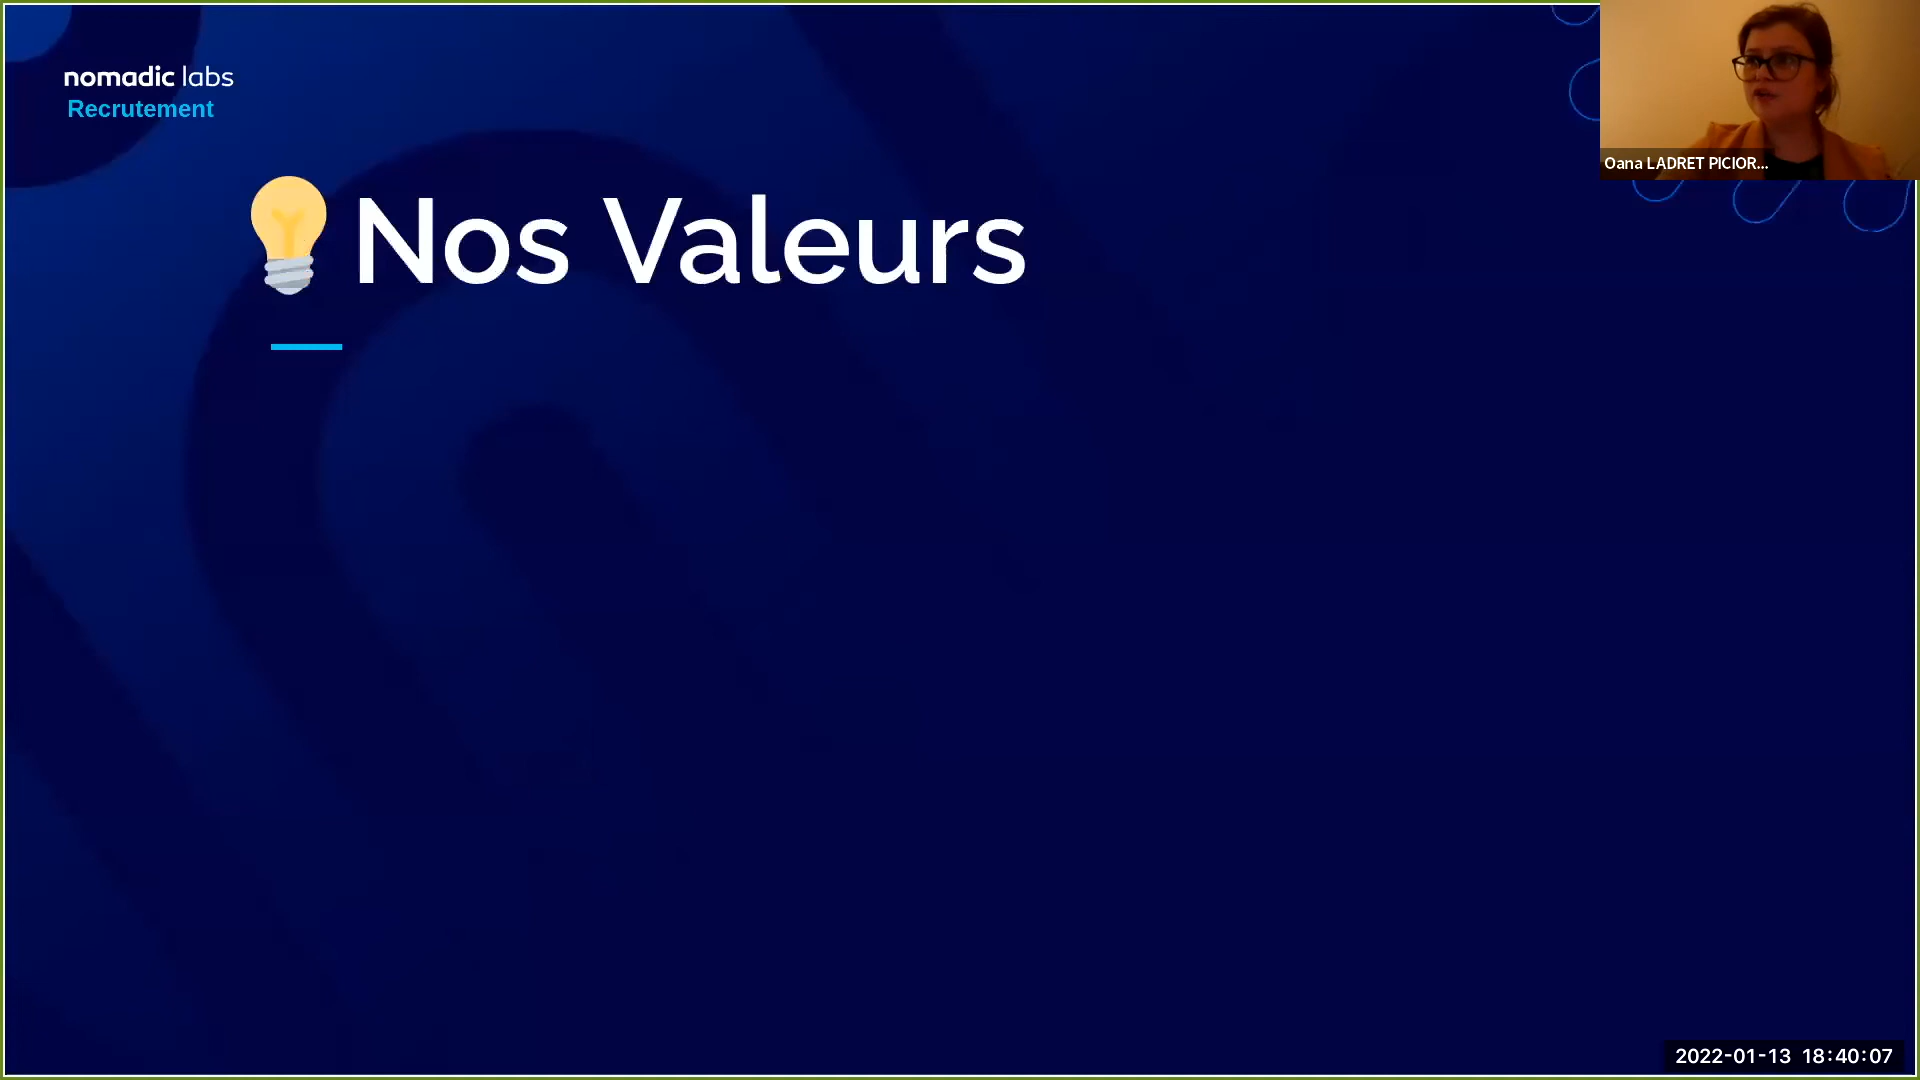 nomadic labs
Recrutement
Nos Valeurs
Oana LADRET PICIOR...
2022-01-13 18:40:07